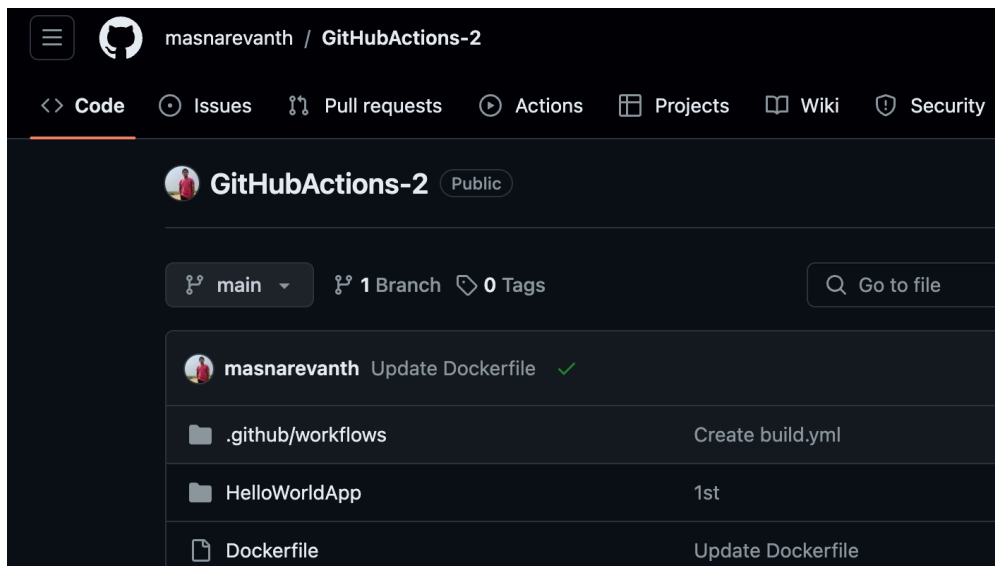 masnarevanth / GitHubActions-2
Code Issues Pull requests Actions Projects Wiki Security
GitHubActions-2 Public
main 1 Branch 0 Tags Go to file
masnarevanth Update Dockerfile
.github/workflows Create build.yml
HelloWorldApp 1st
Dockerfile Update Dockerfile